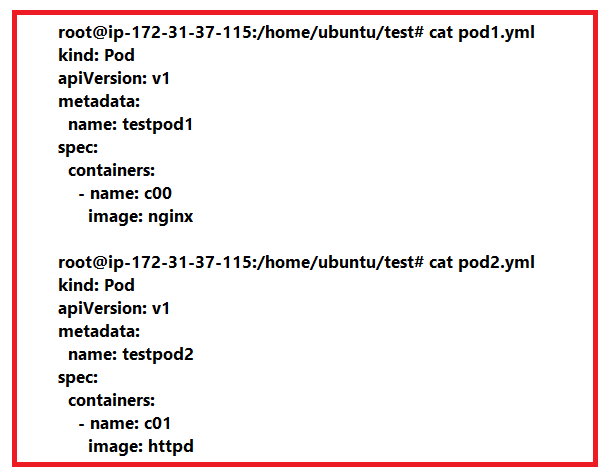 root@ip-172-31-37-115:/home/ubuntu/test# cat pod1.yml
kind: Pod
apiVersion: v1
metadata:
  name: testpod1
spec:
  containers:
    - name: c00
      image: nginx

root@ip-172-31-37-115:/home/ubuntu/test# cat pod2.yml
kind: Pod
apiVersion: v1
metadata:
  name: testpod2
spec:
  containers:
    - name: c01
      image: httpd